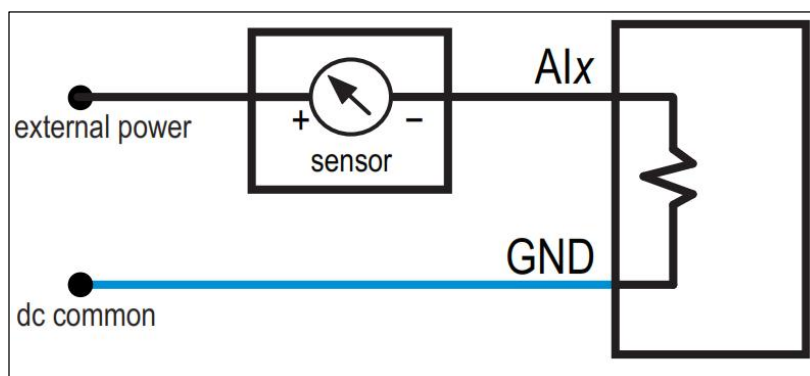 AIx
external power
+ −
sensor
GND
dc common